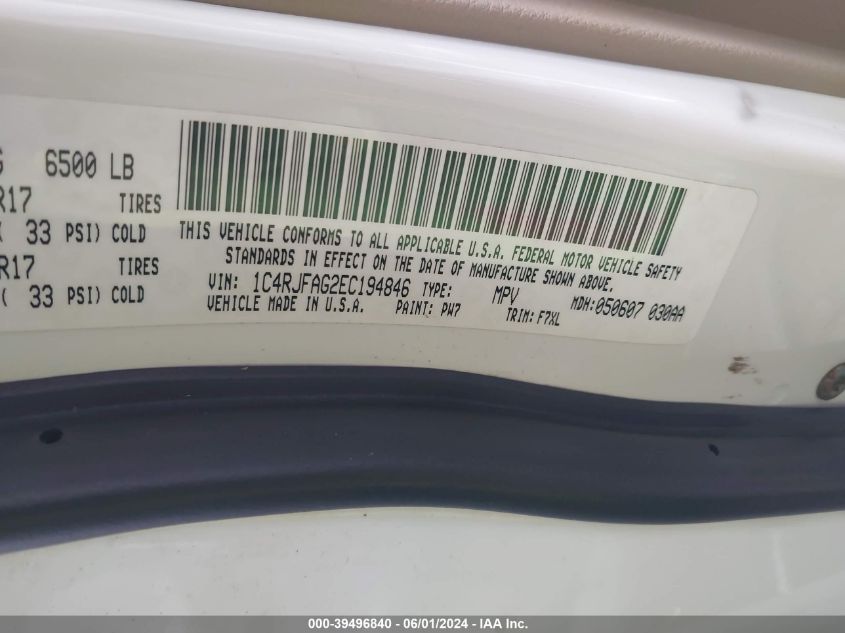 6500 LB
R17 TIRES
33 PSI) COLD
R17 TIRES
( 33 PSI) COLD
THIS VEHICLE CONFORMS TO ALL APPLICABLE U.S.A. FEDERAL MOTOR VEHICLE SAFETY
STANDARDS IN EFFECT ON THE DATE OF MANUFACTURE SHOWN ABOVE.
VIN: 1C4RJFAG2EC194846 TYPE: MPV MDH:050607 030AA
VEHICLE MADE IN U.S.A. PAINT: PW7 TRIM: F7XL
000-39496840 - 06/01/2024 - IAA Inc.